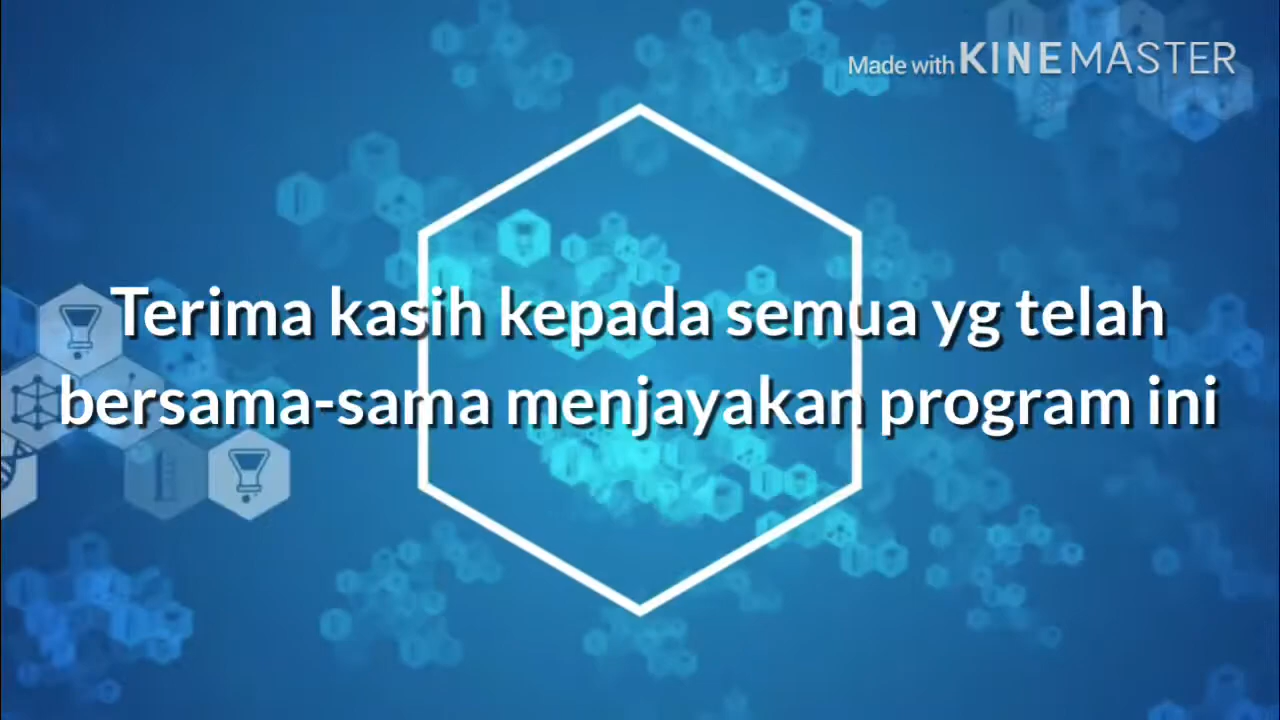 Made with KINEMASTER
Terima kasih kepada semua yg telah
bersama-sama menjayakan program ini